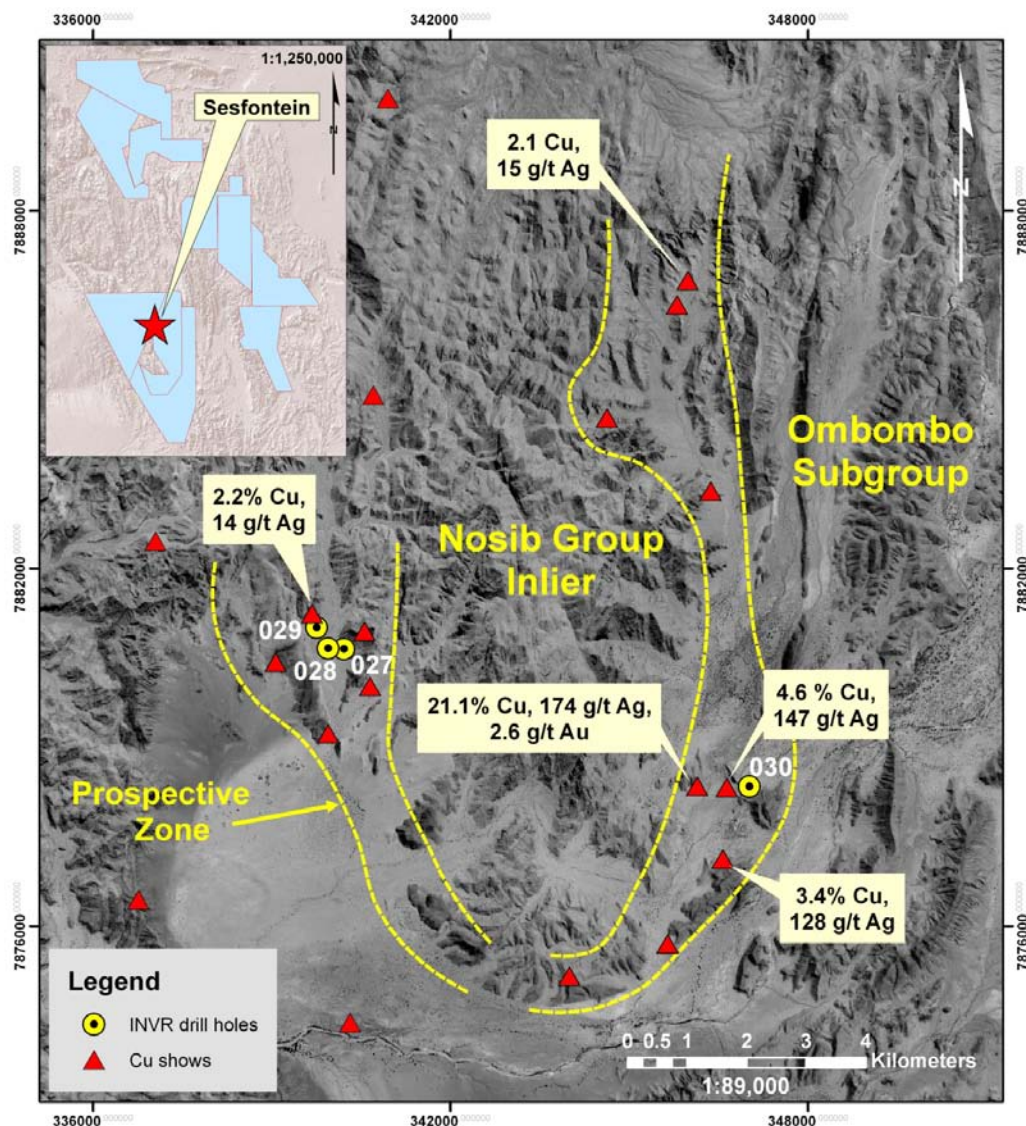 336000
342000
348000
1:1,250,000
N
Sesfontein
2.1 Cu,
15 g/t Ag
N
7888000
7888000
Ombombo
Subgroup
2.2% Cu,
14 g/t Ag
Nosib Group
Inlier
7882000
7882000
029
028
027
21.1% Cu, 174 g/t Ag,
2.6 g/t Au
4.6 % Cu,
147 g/t Ag
030
Prospective
Zone
3.4% Cu,
128 g/t Ag
7876000
7876000
Legend
INVR drill holes
Cu shows
0 0.5 1 2 3 4
Kilometers
1:89,000
336000
342000
348000